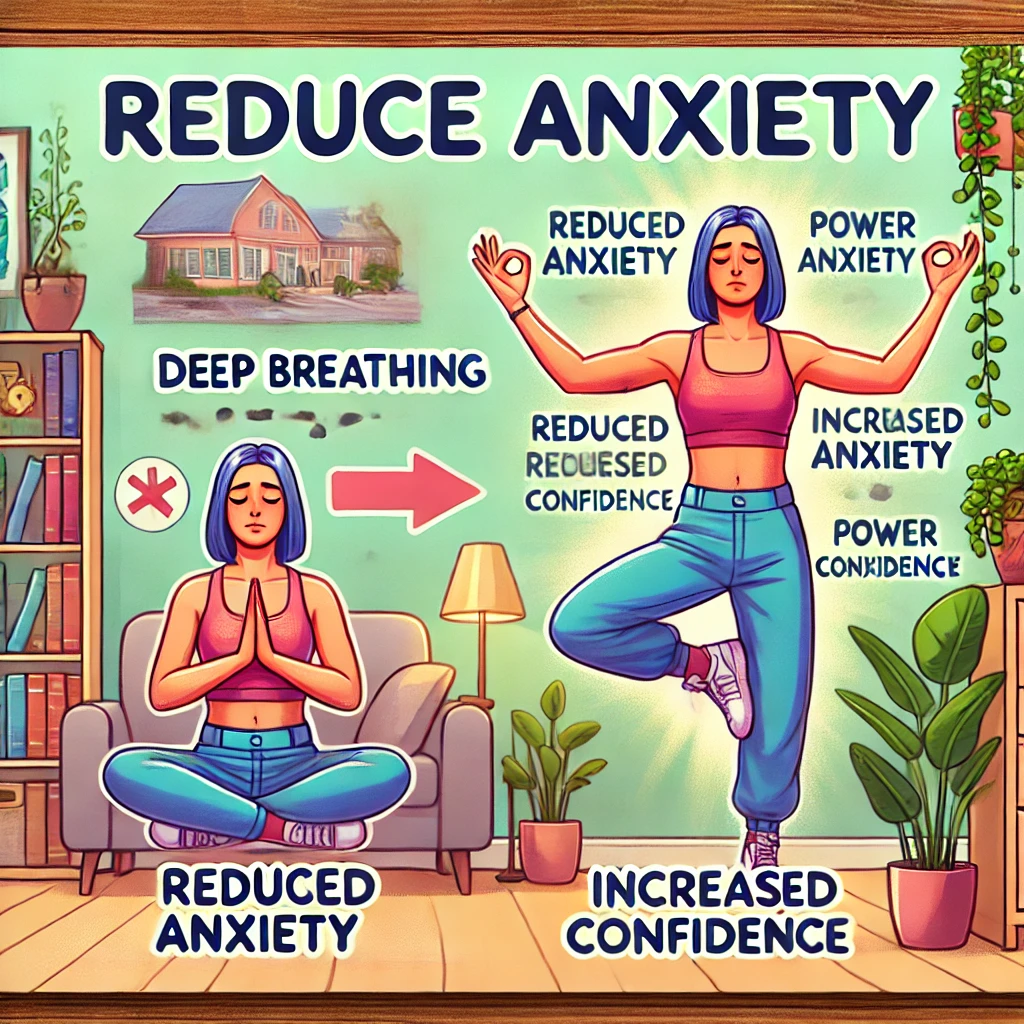 REDUCE ANXIETY
REDUCED
ANXIETY
POWER
ANXIETY
DEEP BREATHING
REDUCED
CONFIDENCE
INCREASED
ANXIETY
POWER
REDUCED
ANXIETY
INCREASED
CONFIDENCE